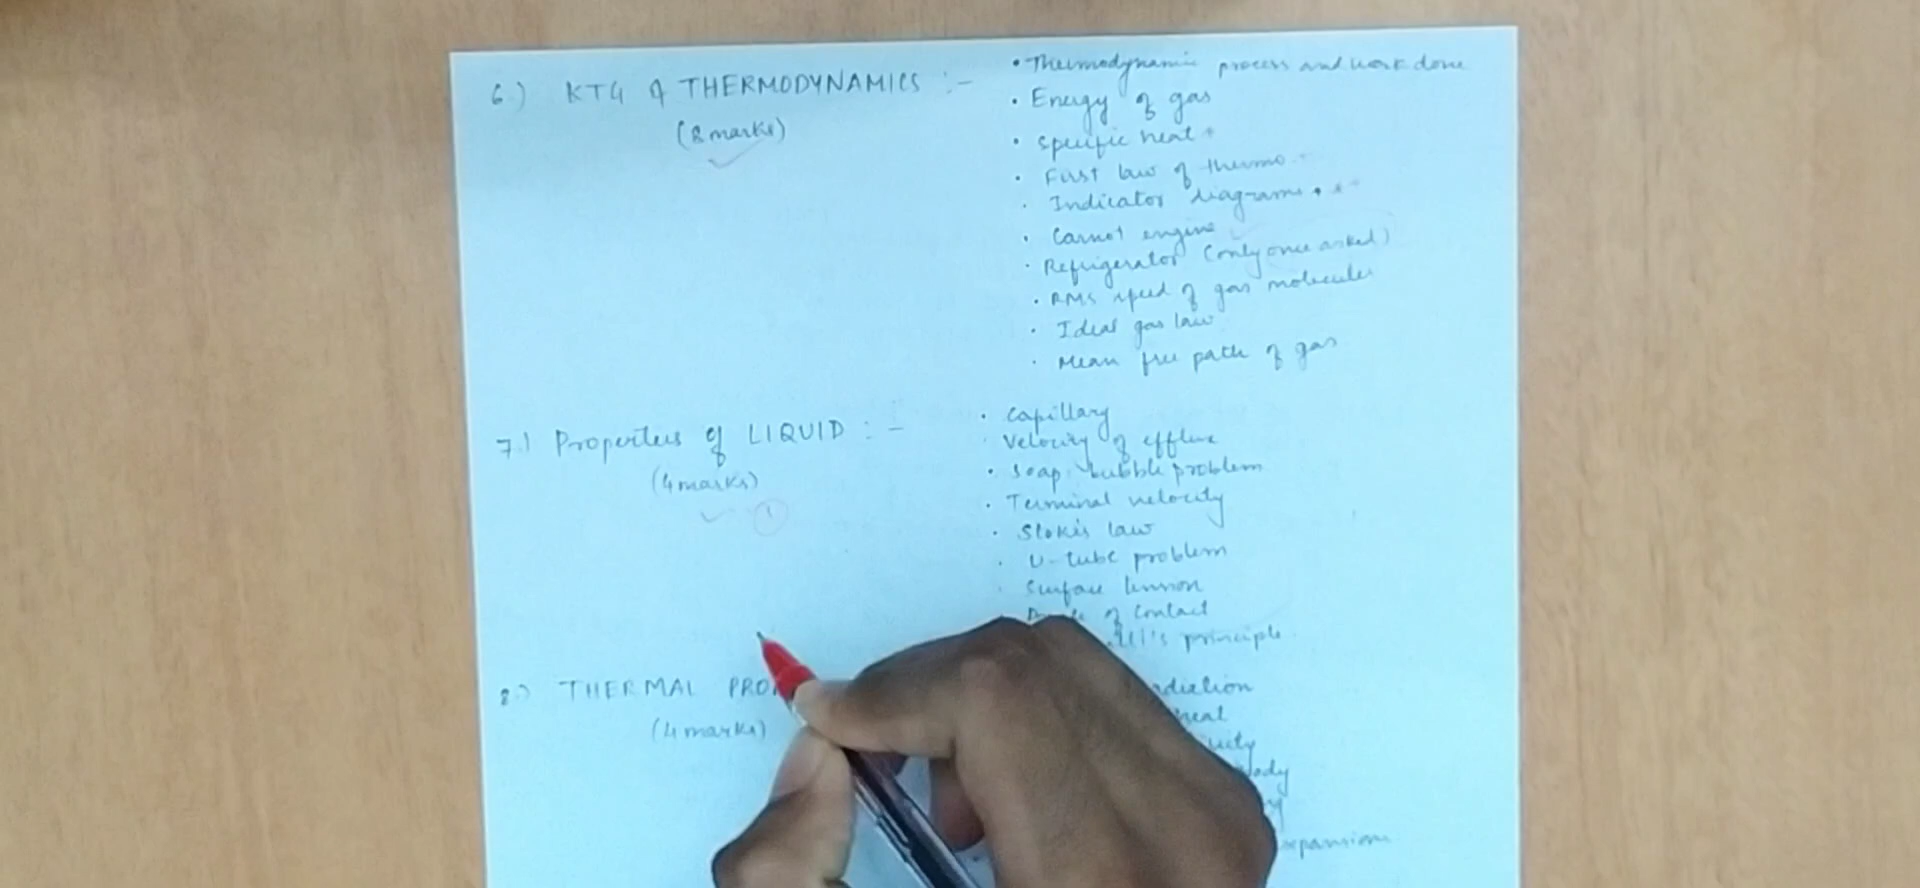 6.) KTG & THERMODYNAMICS :-
(8 marks)
• Thermodynamic process and work done
• Energy of gas
• Specific heat
• First law of thermo
• Indicator diagrams
• Carnot engine
• Refrigerator (only once asked)
• RMS speed of gas molecules
• Ideal gas law
• Mean free path of gas
7.) Properties of LIQUID :-
(4 marks)
1
• Capillary
• Velocity of efflux
• Soap bubble problem
• Terminal velocity
• Stoke's law
• U-tube problem
• Surface tension
of Contact
principle
8.) THERMAL
(4 marks)
heat